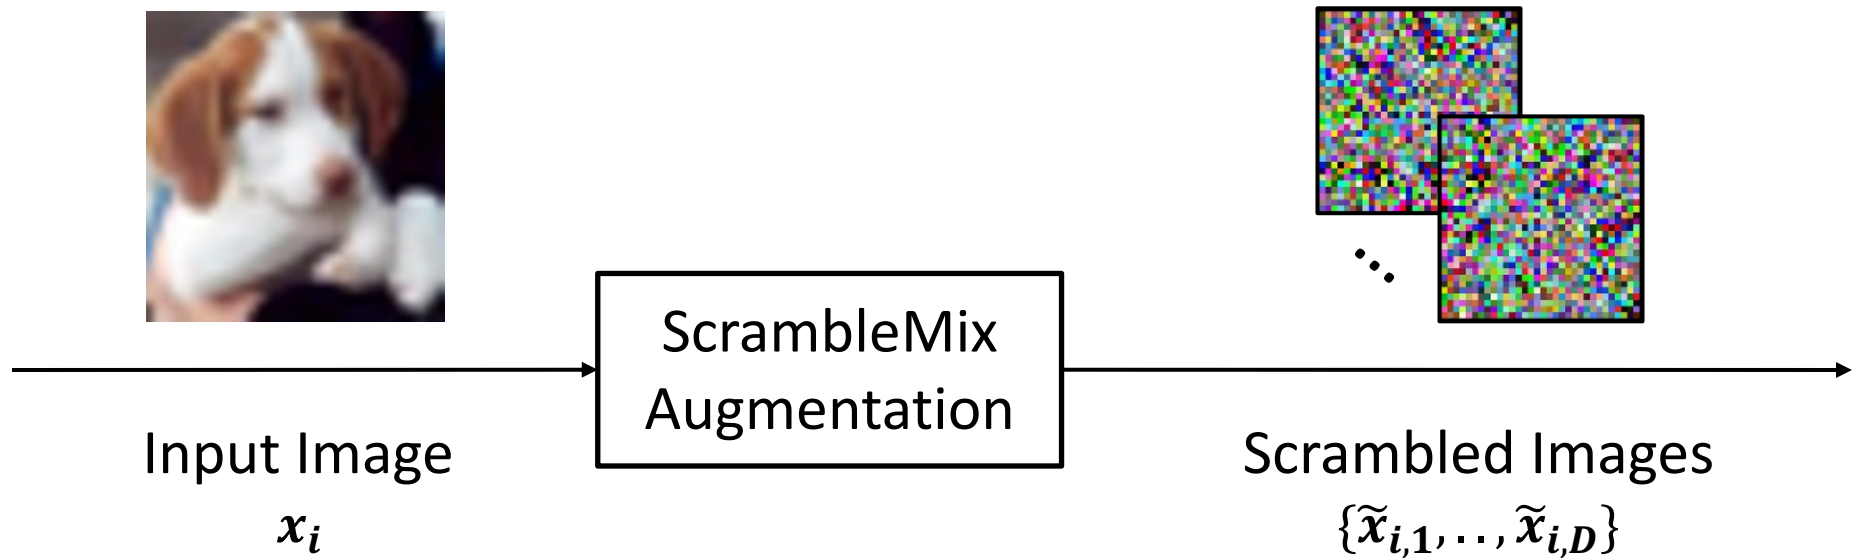 ScrambleMix
Augmentation
Input Image
x_i
Scrambled Images
{x̃_{i,1},..,x̃_{i,D}}